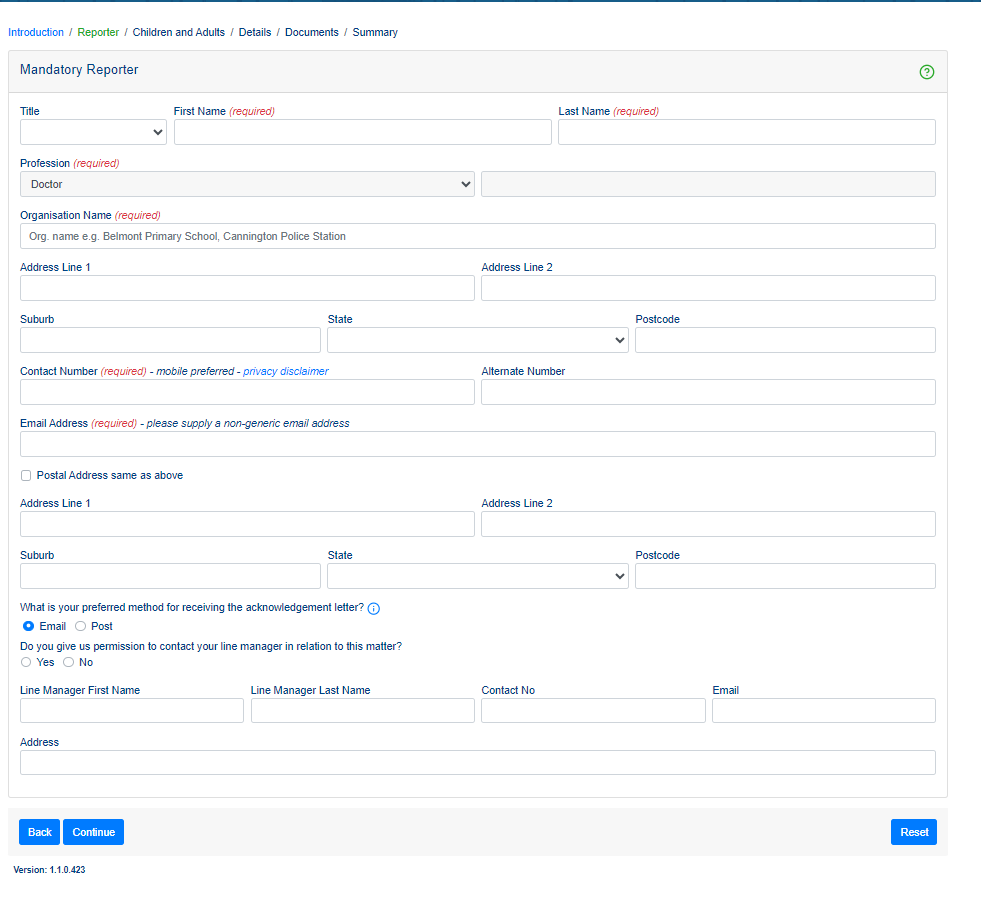 Introduction / Reporter / Children and Adults / Details / Documents / Summary
Mandatory Reporter
Title First Name (required) Last Name (required)
Profession (required)
Doctor
Organisation Name (required)
Org. name e.g. Belmont Primary School, Cannington Police Station
Address Line 1 Address Line 2
Suburb State Postcode
Contact Number (required) - mobile preferred - privacy disclaimer Alternate Number
Email Address (required) - please supply a non-generic email address
Postal Address same as above
Address Line 1 Address Line 2
Suburb State Postcode
What is your preferred method for receiving the acknowledgement letter?
Email Post
Do you give us permission to contact your line manager in relation to this matter?
Yes No
Line Manager First Name Line Manager Last Name Contact No Email
Address
Back Continue Reset
Version: 1.1.0.423